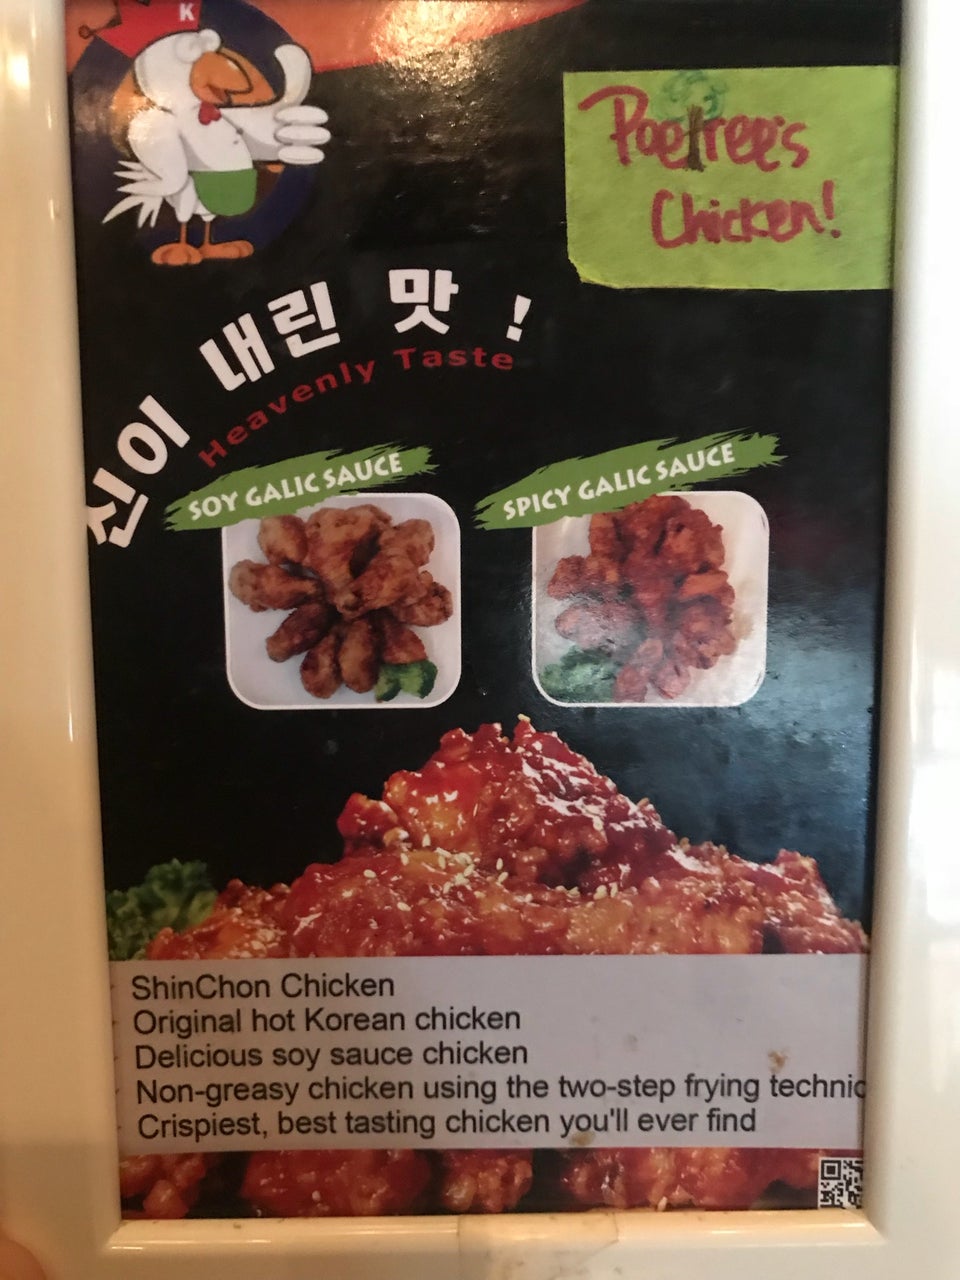 K
Poetree's
Chicken!
신이 내린 맛 !
Heavenly Taste
SOY GALIC SAUCE
SPICY GALIC SAUCE
ShinChon Chicken
Original hot Korean chicken
Delicious soy sauce chicken
Non-greasy chicken using the two-step frying technic
Crispiest, best tasting chicken you'll ever find